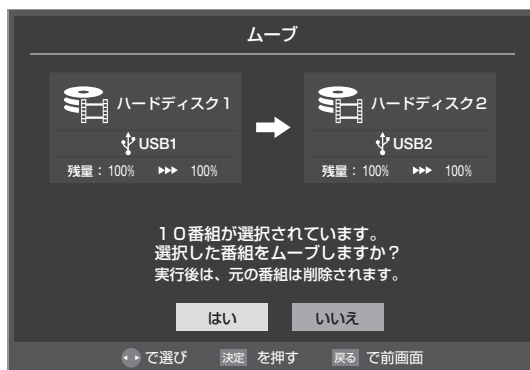 ムーブ
ハードディスク1
ハードディスク2
USB1
USB2
残量：100% ▶▶▶ 100%
残量：100% ▶▶▶ 100%
１０番組が選択されています。
選択した番組をムーブしますか？
実行後は、元の番組は削除されます。
はい いいえ
で選び 決定 を押す 戻る で前画面